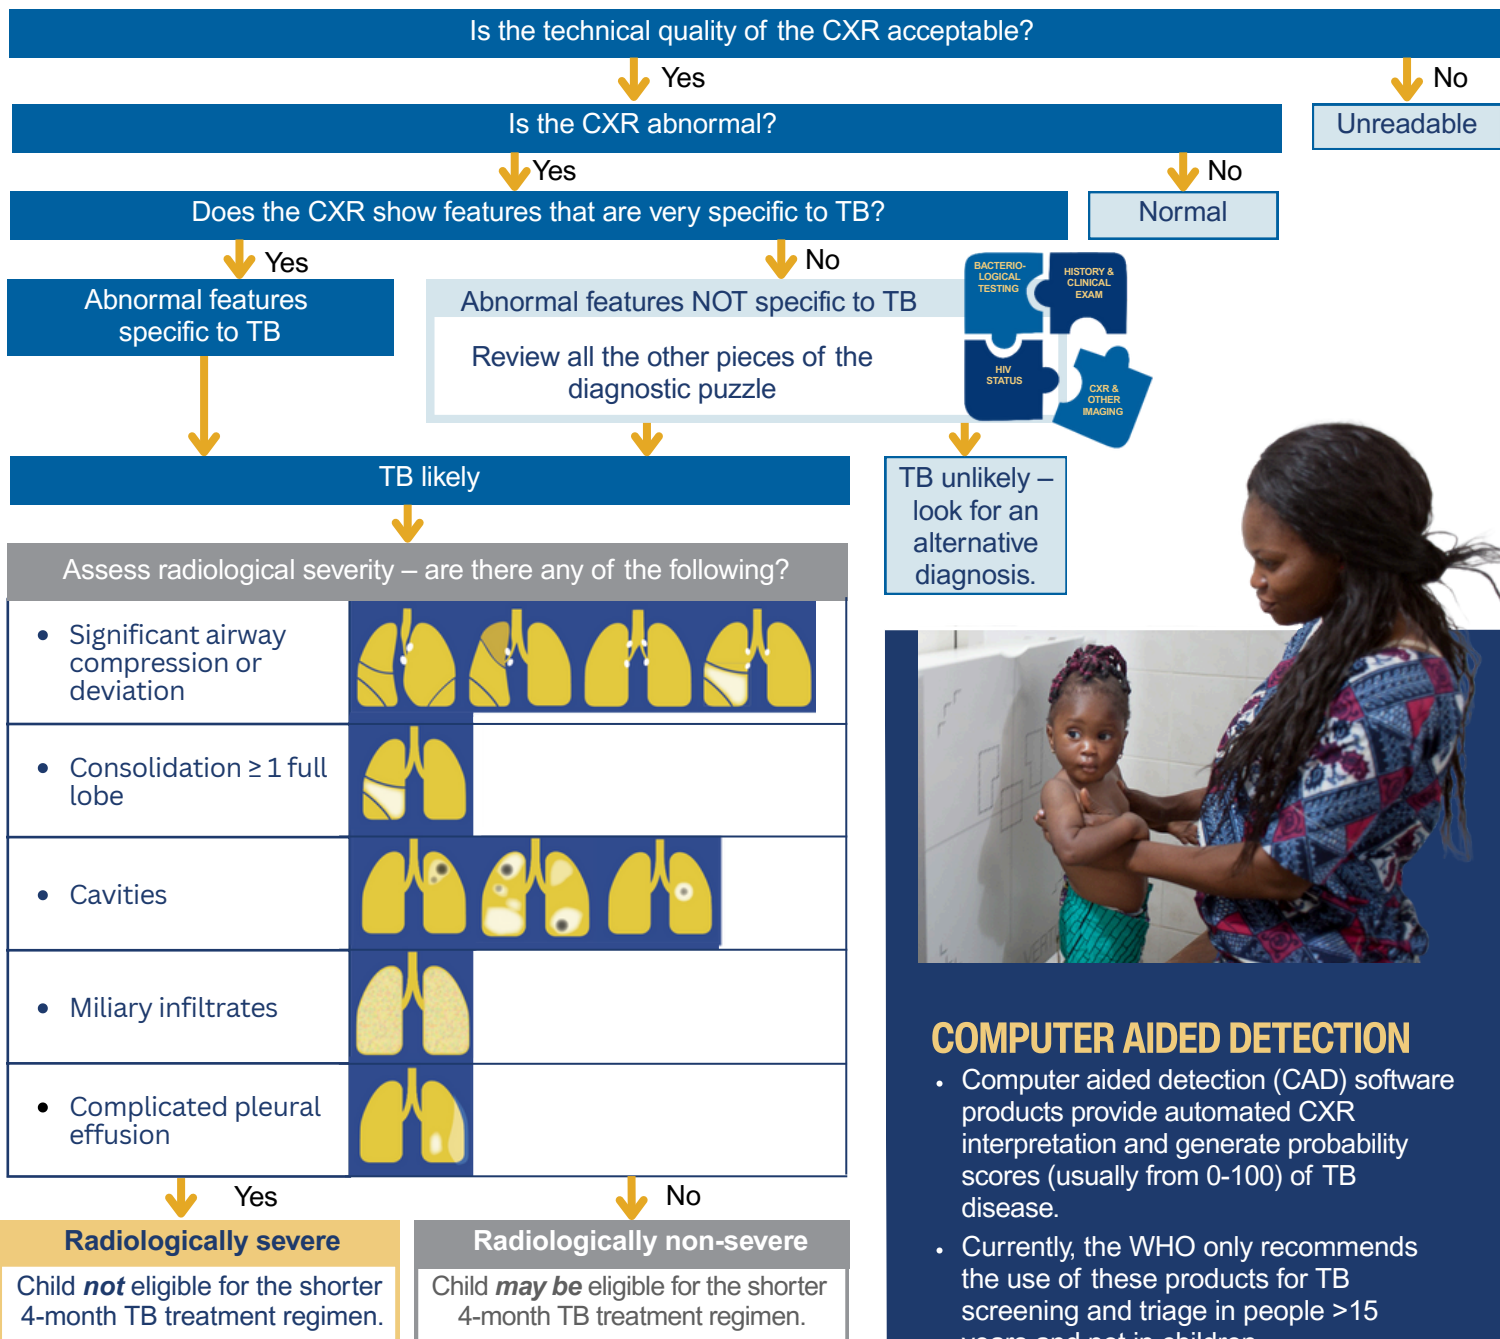 Is the technical quality of the CXR acceptable?
Yes
No
Is the CXR abnormal?
Unreadable
Yes
No
Does the CXR show features that are very specific to TB?
Normal
Yes
No
Abnormal features
specific to TB
Abnormal features NOT specific to TB
Review all the other pieces of the
diagnostic puzzle
BACTERIO-
LOGICAL
TESTING
HISTORY &
CLINICAL
EXAM
HIV
STATUS
CXR &
OTHER
IMAGING
TB likely
TB unlikely –
look for an
alternative
diagnosis.
Assess radiological severity – are there any of the following?
• Significant airway
compression or
deviation
• Consolidation ≥ 1 full
lobe
• Cavities
• Miliary infiltrates
• Complicated pleural
effusion
Yes
No
Radiologically severe
Child not eligible for the shorter
4-month TB treatment regimen.
Radiologically non-severe
Child may be eligible for the shorter
4-month TB treatment regimen.
COMPUTER AIDED DETECTION
• Computer aided detection (CAD) software
products provide automated CXR
interpretation and generate probability
scores (usually from 0-100) of TB
disease.
• Currently, the WHO only recommends
the use of these products for TB
screening and triage in people >15
years and not in children